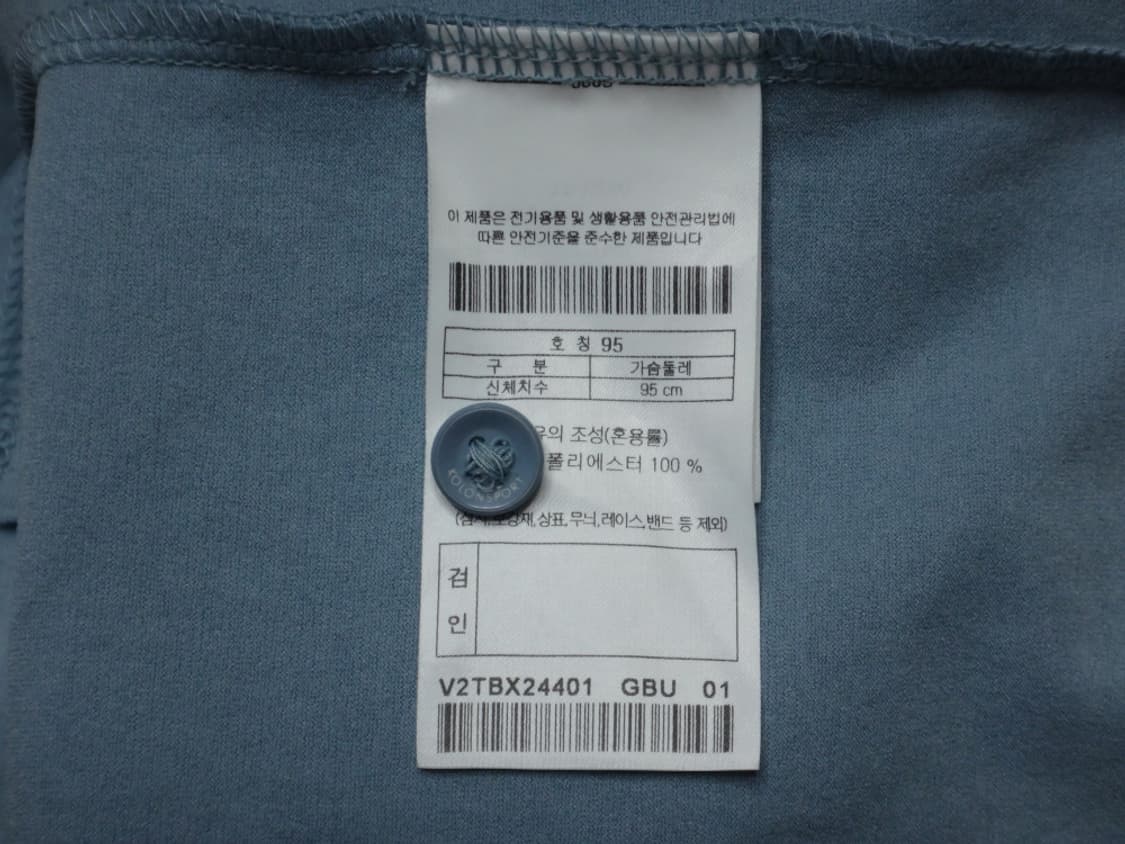 이 제품은 전기용품 및 생활용품 안전관리법에
따른 안전기준을 준수한 제품입니다
호 칭 95
구 분 가슴둘레
신체치수 95 cm
조성(혼용률)
폴리에스터 100 %
KOLONSPORT
상표,무늬,레이스,밴드 등 제외)
검
인
V2TBX24401 GBU 01